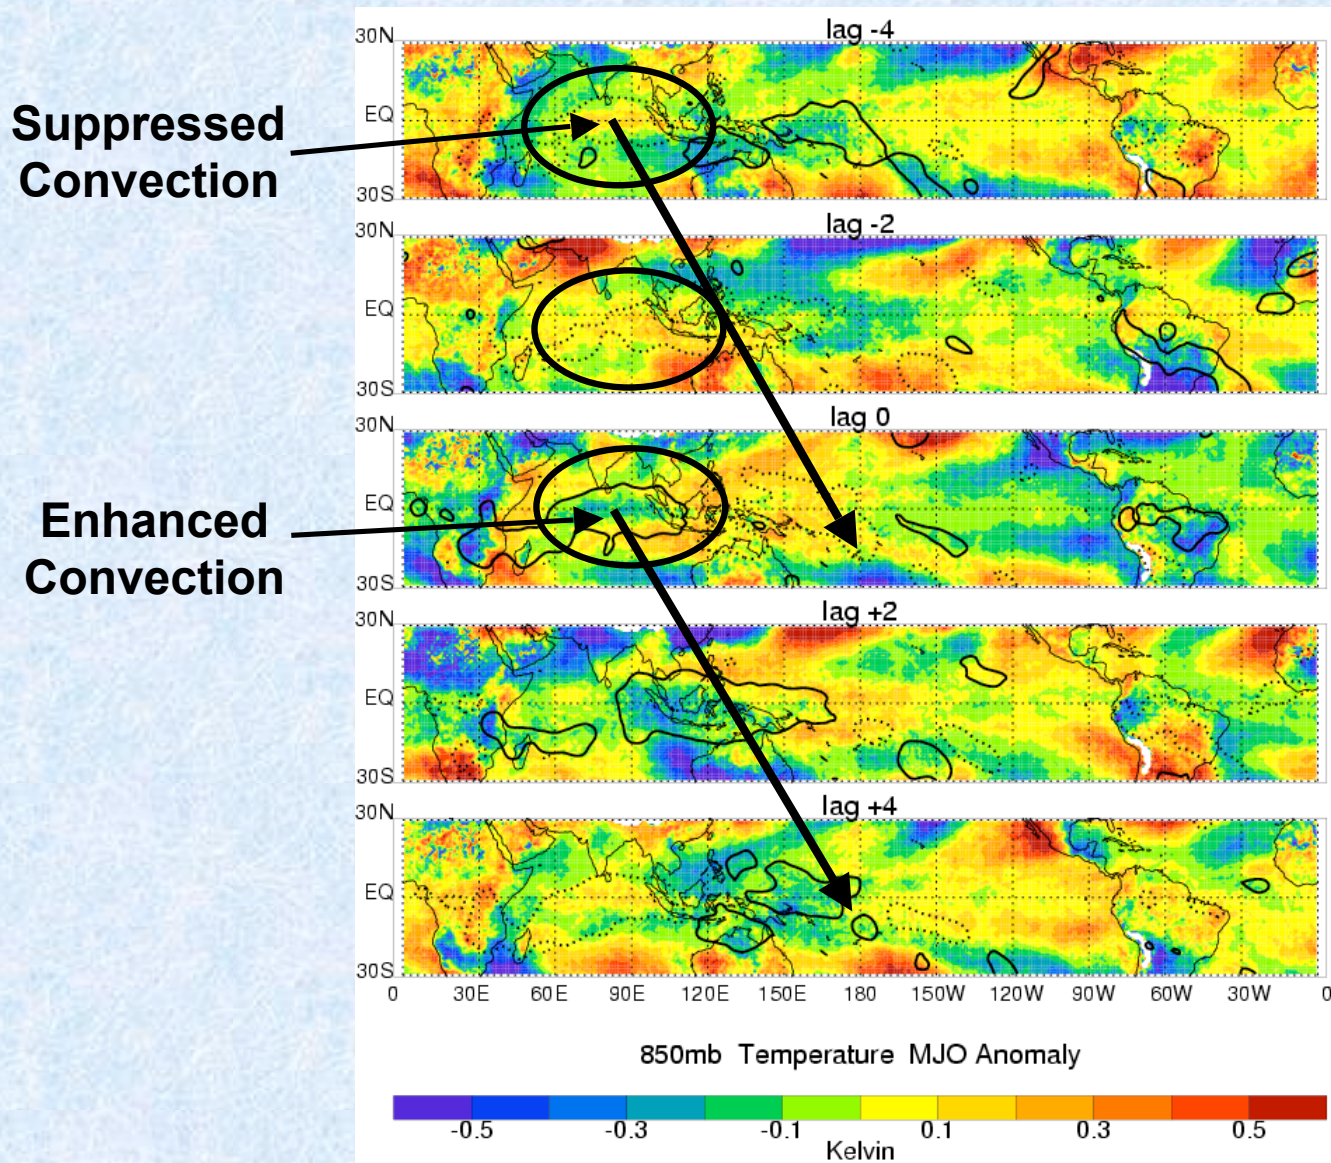 lag -4
30N
EQ
30S
Suppressed
Convection
lag -2
30N
EQ
30S
lag 0
30N
EQ
30S
Enhanced
Convection
lag +2
30N
EQ
30S
lag +4
30N
EQ
30S
0 30E 60E 90E 120E 150E 180 150W 120W 90W 60W 30W 0
850mb Temperature MJO Anomaly
-0.5 -0.3 -0.1 0.1 0.3 0.5
Kelvin